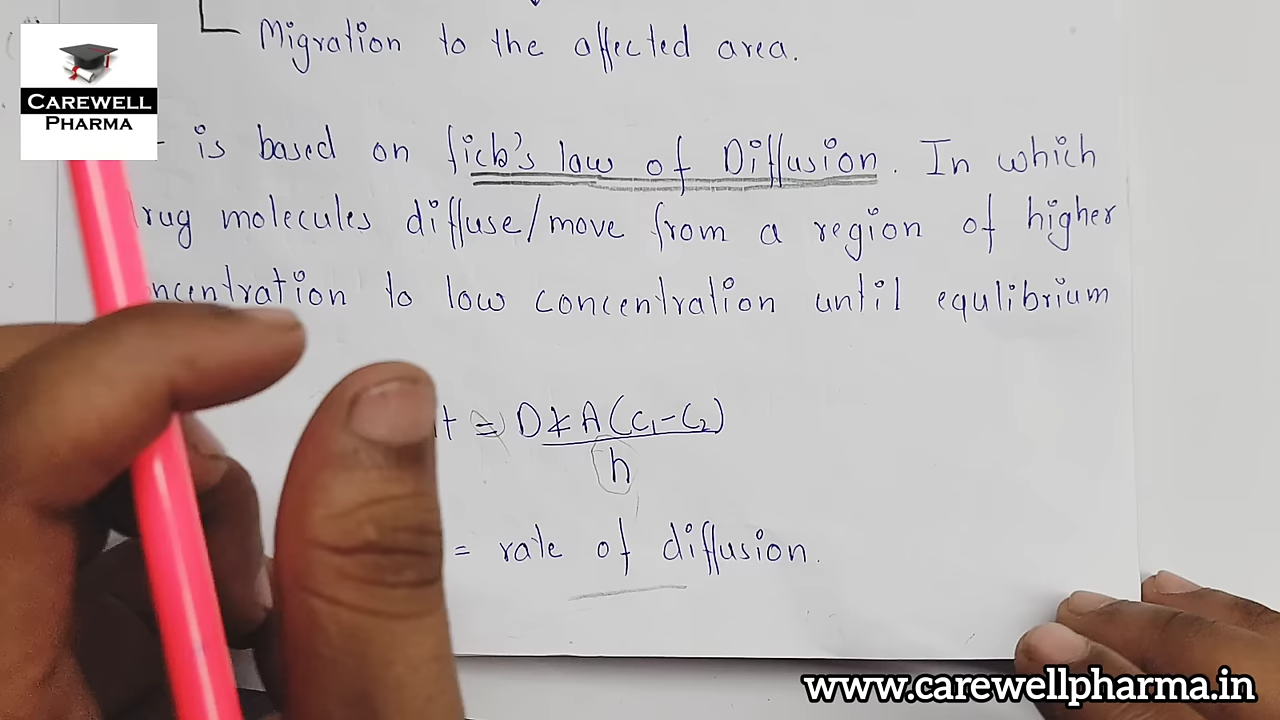 Migration to the affected area.
CAREWELL
PHARMA
is based on fick's law of Diffusion. In which
rug molecules diffuse/move from a region of higher
ncentration to low concentration until equlibrium
t = DKA(C₁-C₂)
h
= rate of diffusion.
www.carewellpharma.in